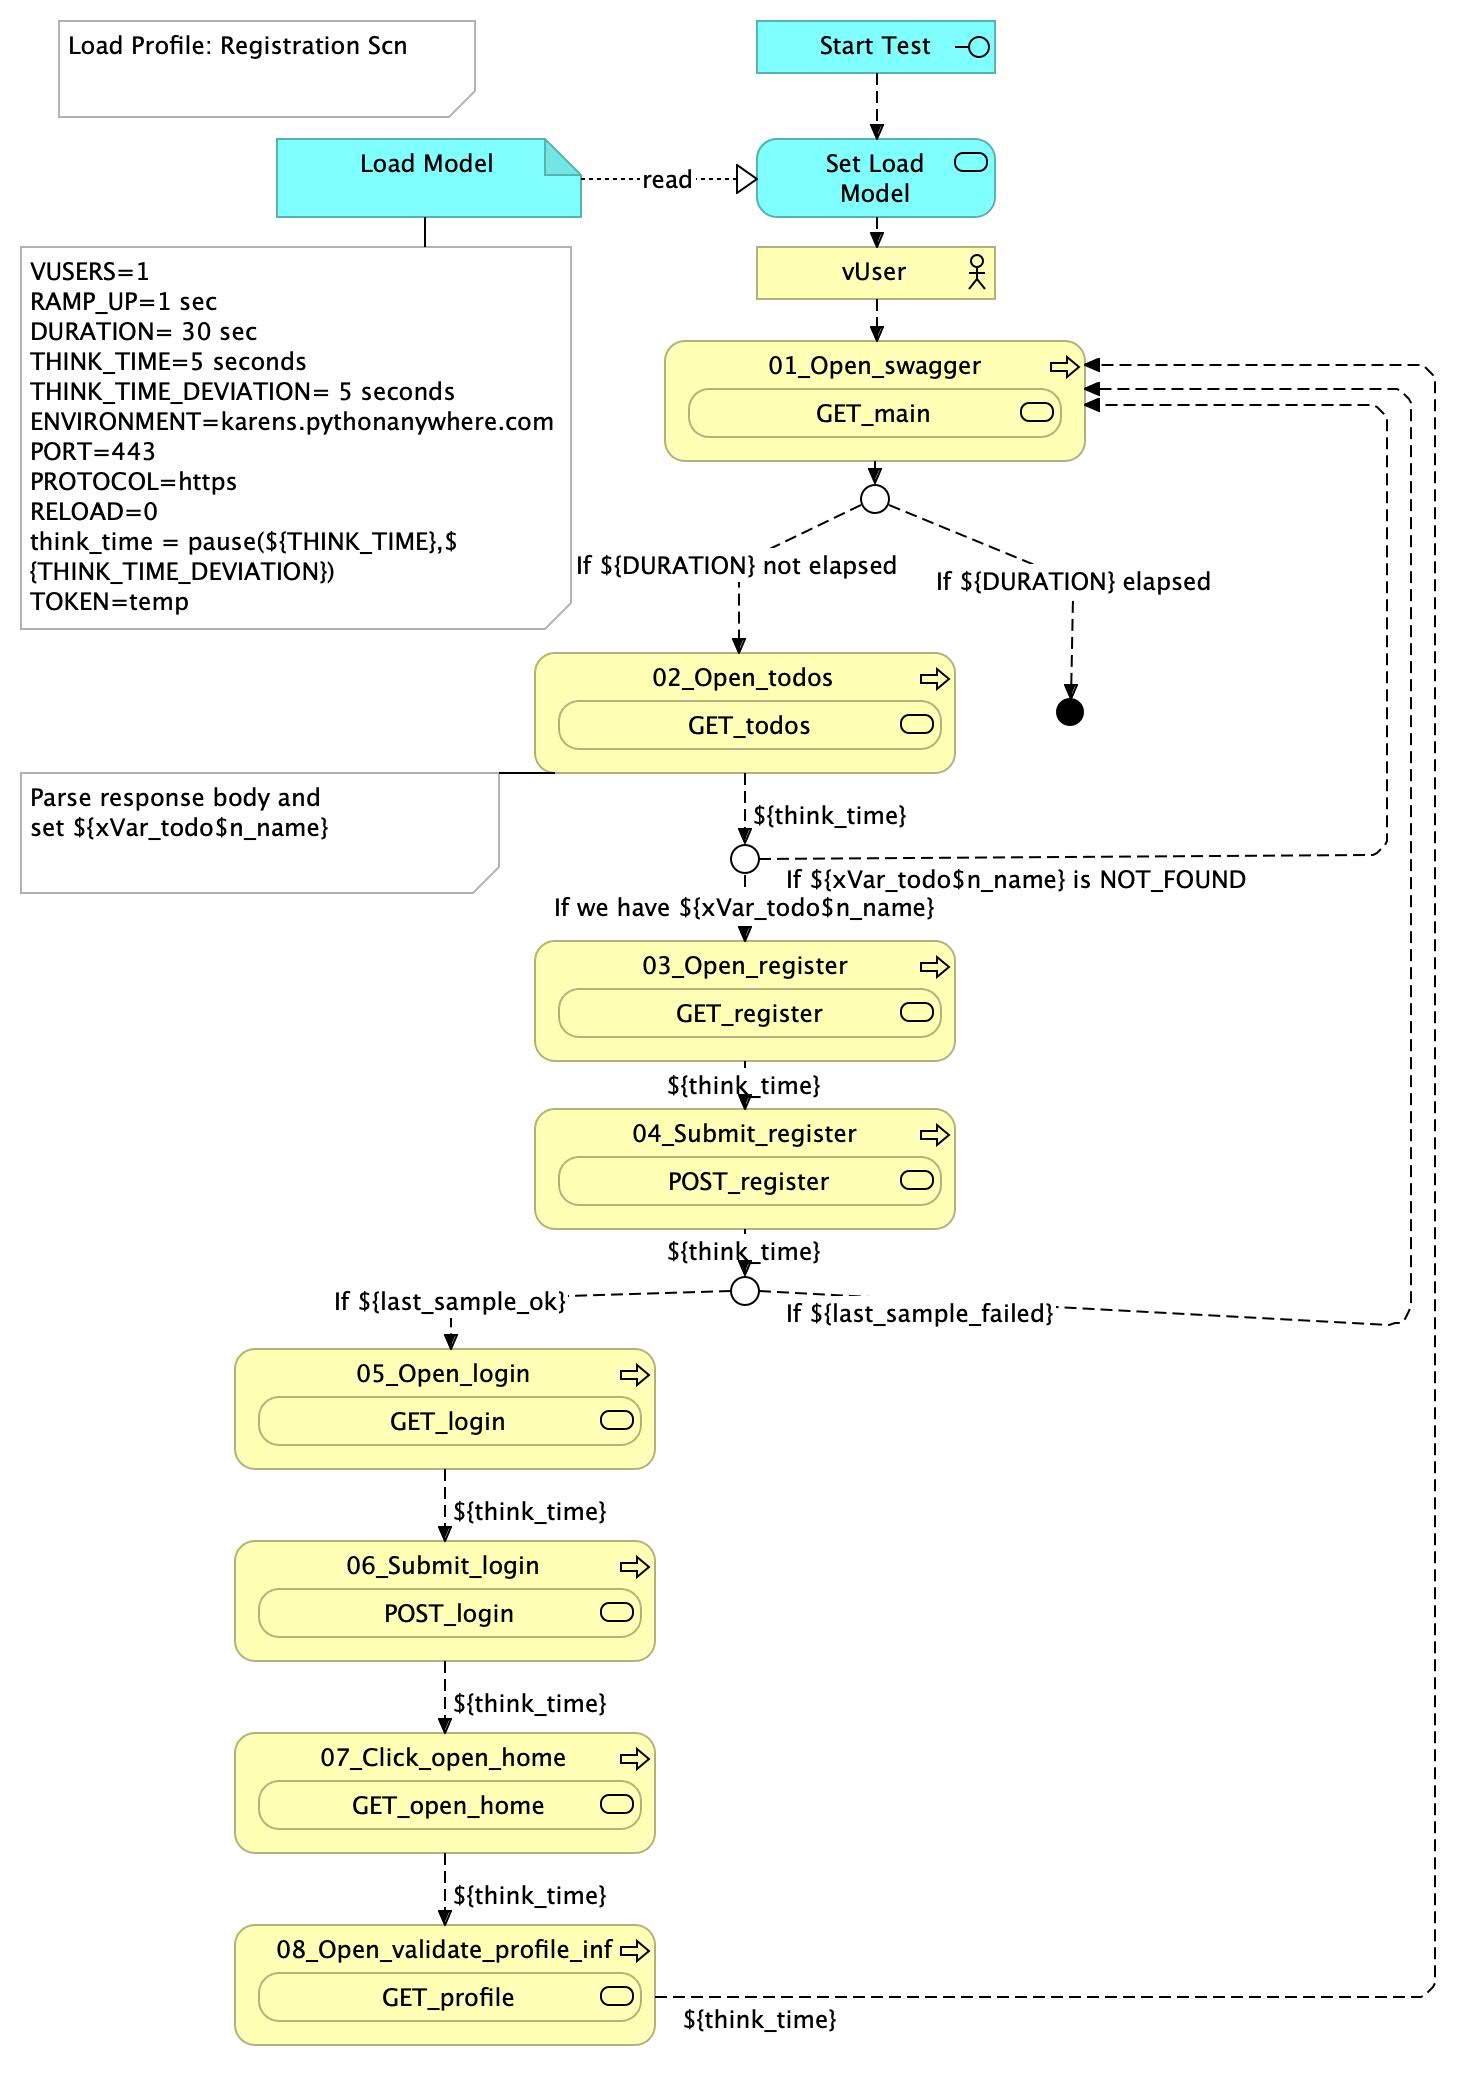 Load Profile: Registration Scn
Start Test
Load Model
read
Set Load
Model
VUSERS=1
RAMP_UP=1 sec
DURATION= 30 sec
THINK_TIME=5 seconds
THINK_TIME_DEVIATION= 5 seconds
ENVIRONMENT=karens.pythonanywhere.com
PORT=443
PROTOCOL=https
RELOAD=0
think_time = pause(${THINK_TIME},$
{THINK_TIME_DEVIATION})
TOKEN=temp
vUser
01_Open_swagger
GET_main
If ${DURATION} not elapsed
If ${DURATION} elapsed
02_Open_todos
GET_todos
Parse response body and
set ${xVar_todo$n_name}
${think_time}
If ${xVar_todo$n_name} is NOT_FOUND
If we have ${xVar_todo$n_name}
03_Open_register
GET_register
${think_time}
04_Submit_register
POST_register
${think_time}
If ${last_sample_ok}
If ${last_sample_failed}
05_Open_login
GET_login
${think_time}
06_Submit_login
POST_login
${think_time}
07_Click_open_home
GET_open_home
${think_time}
08_Open_validate_profile_inf
GET_profile
${think_time}